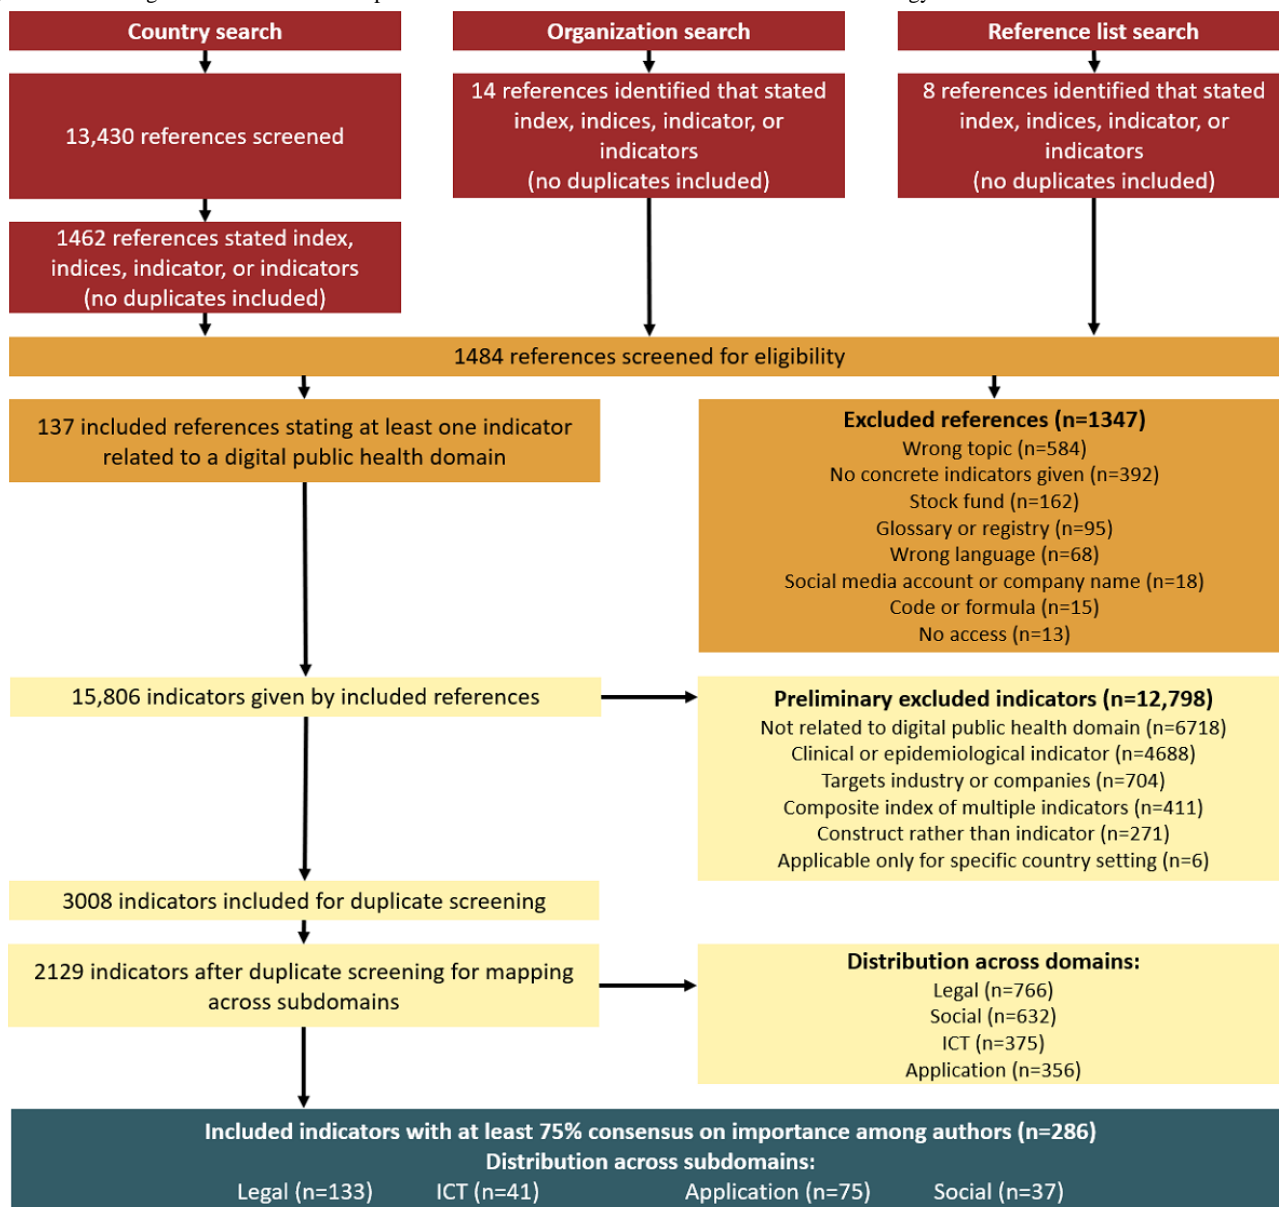 Country search
Organization search
Reference list search
13,430 references screened
14 references identified that stated
index, indices, indicator, or
indicators
(no duplicates included)
8 references identified that stated
index, indices, indicator, or
indicators
(no duplicates included)
1462 references stated index,
indices, indicator, or indicators
(no duplicates included)
1484 references screened for eligibility
137 included references stating at least one indicator
related to a digital public health domain
Excluded references (n=1347)
Wrong topic (n=584)
No concrete indicators given (n=392)
Stock fund (n=162)
Glossary or registry (n=95)
Wrong language (n=68)
Social media account or company name (n=18)
Code or formula (n=15)
No access (n=13)
15,806 indicators given by included references
Preliminary excluded indicators (n=12,798)
Not related to digital public health domain (n=6718)
Clinical or epidemiological indicator (n=4688)
Targets industry or companies (n=704)
Composite index of multiple indicators (n=411)
Construct rather than indicator (n=271)
Applicable only for specific country setting (n=6)
3008 indicators included for duplicate screening
2129 indicators after duplicate screening for mapping
across subdomains
Distribution across domains:
Legal (n=766)
Social (n=632)
ICT (n=375)
Application (n=356)
Included indicators with at least 75% consensus on importance among authors (n=286)
Distribution across subdomains:
Legal (n=133) ICT (n=41) Application (n=75) Social (n=37)